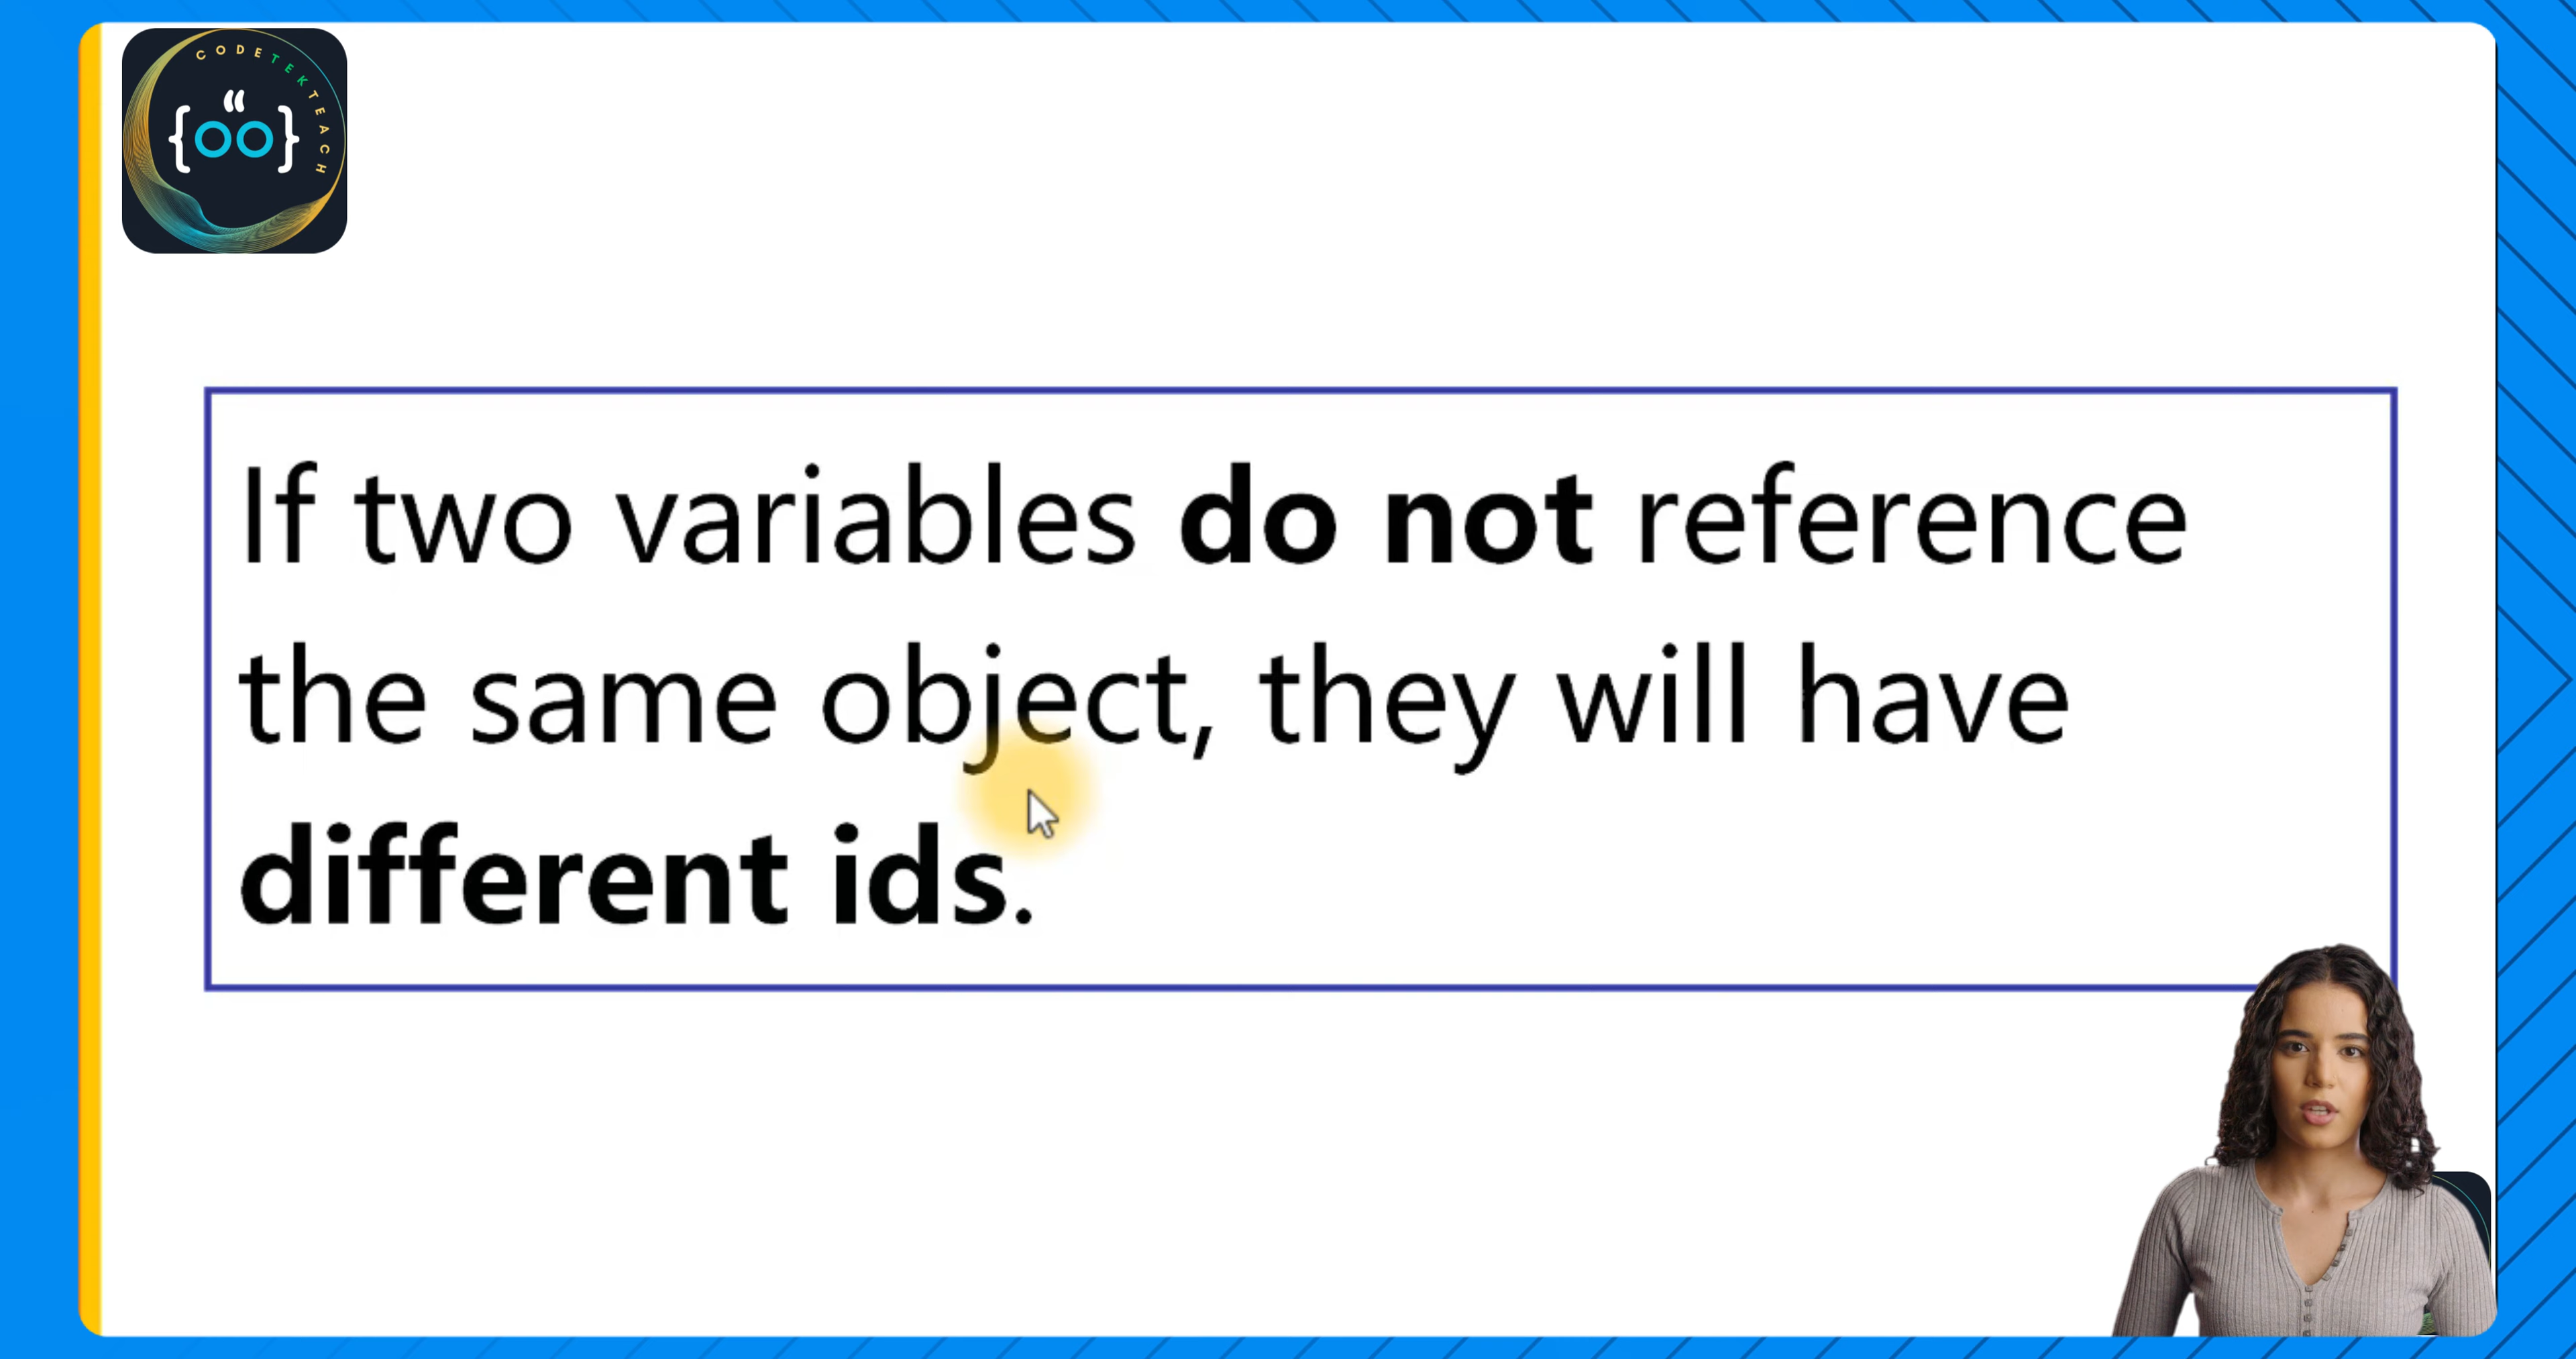 CODETEKTEACH
{oo}
If two variables do not reference
the same object, they will have
different ids.